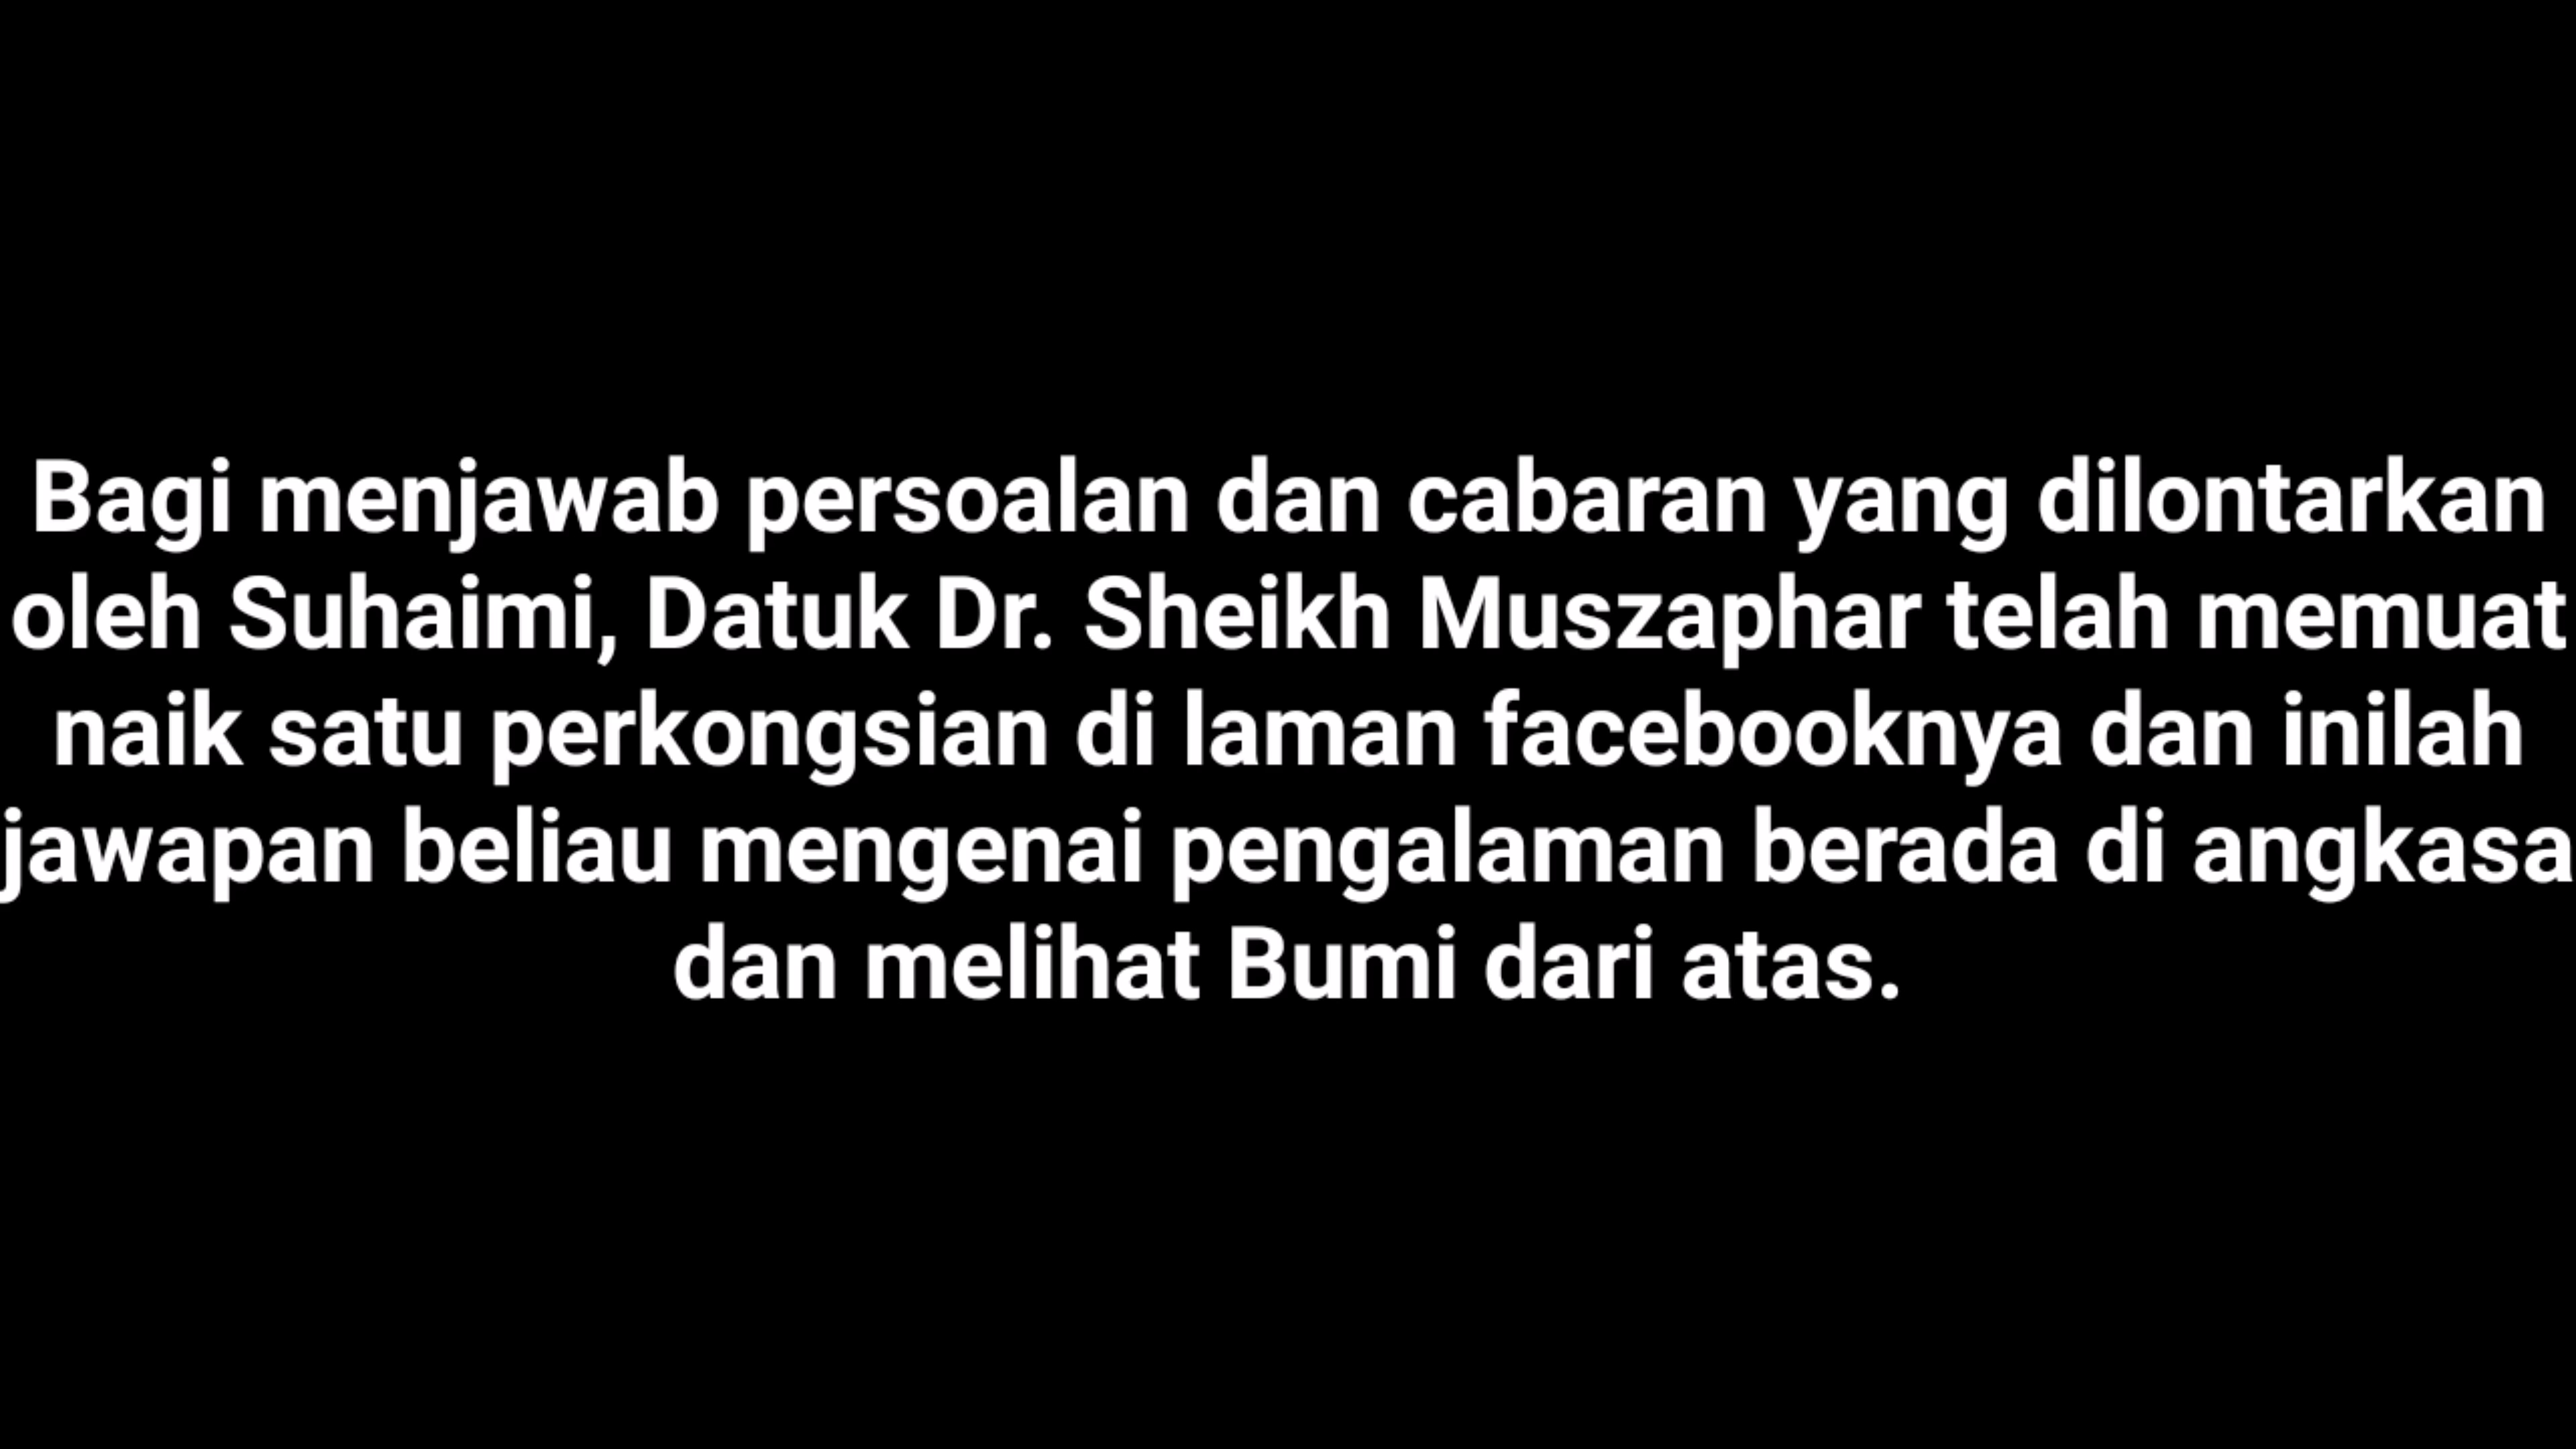 Bagi menjawab persoalan dan cabaran yang dilontarkan
oleh Suhaimi, Datuk Dr. Sheikh Muszaphar telah memuat
naik satu perkongsian di laman facebooknya dan inilah
jawapan beliau mengenai pengalaman berada di angkasa
dan melihat Bumi dari atas.